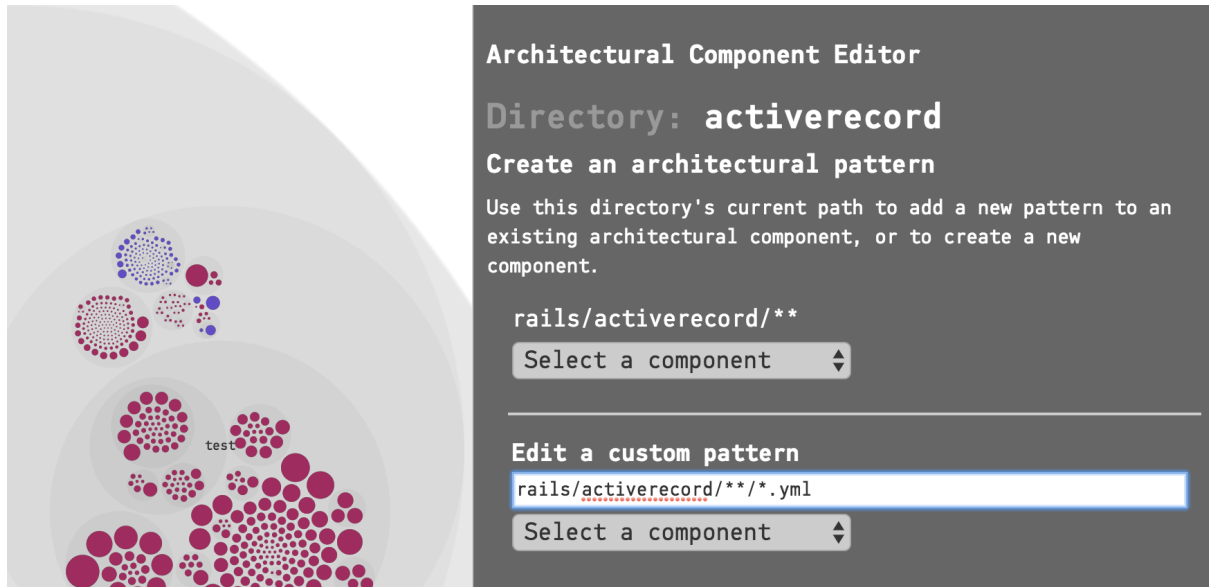 Architectural Component Editor
Directory: activerecord
Create an architectural pattern
Use this directory's current path to add a new pattern to an
existing architectural component, or to create a new
component.
rails/activerecord/**
Select a component
test
Edit a custom pattern
rails/activerecord/**/*.yml
Select a component